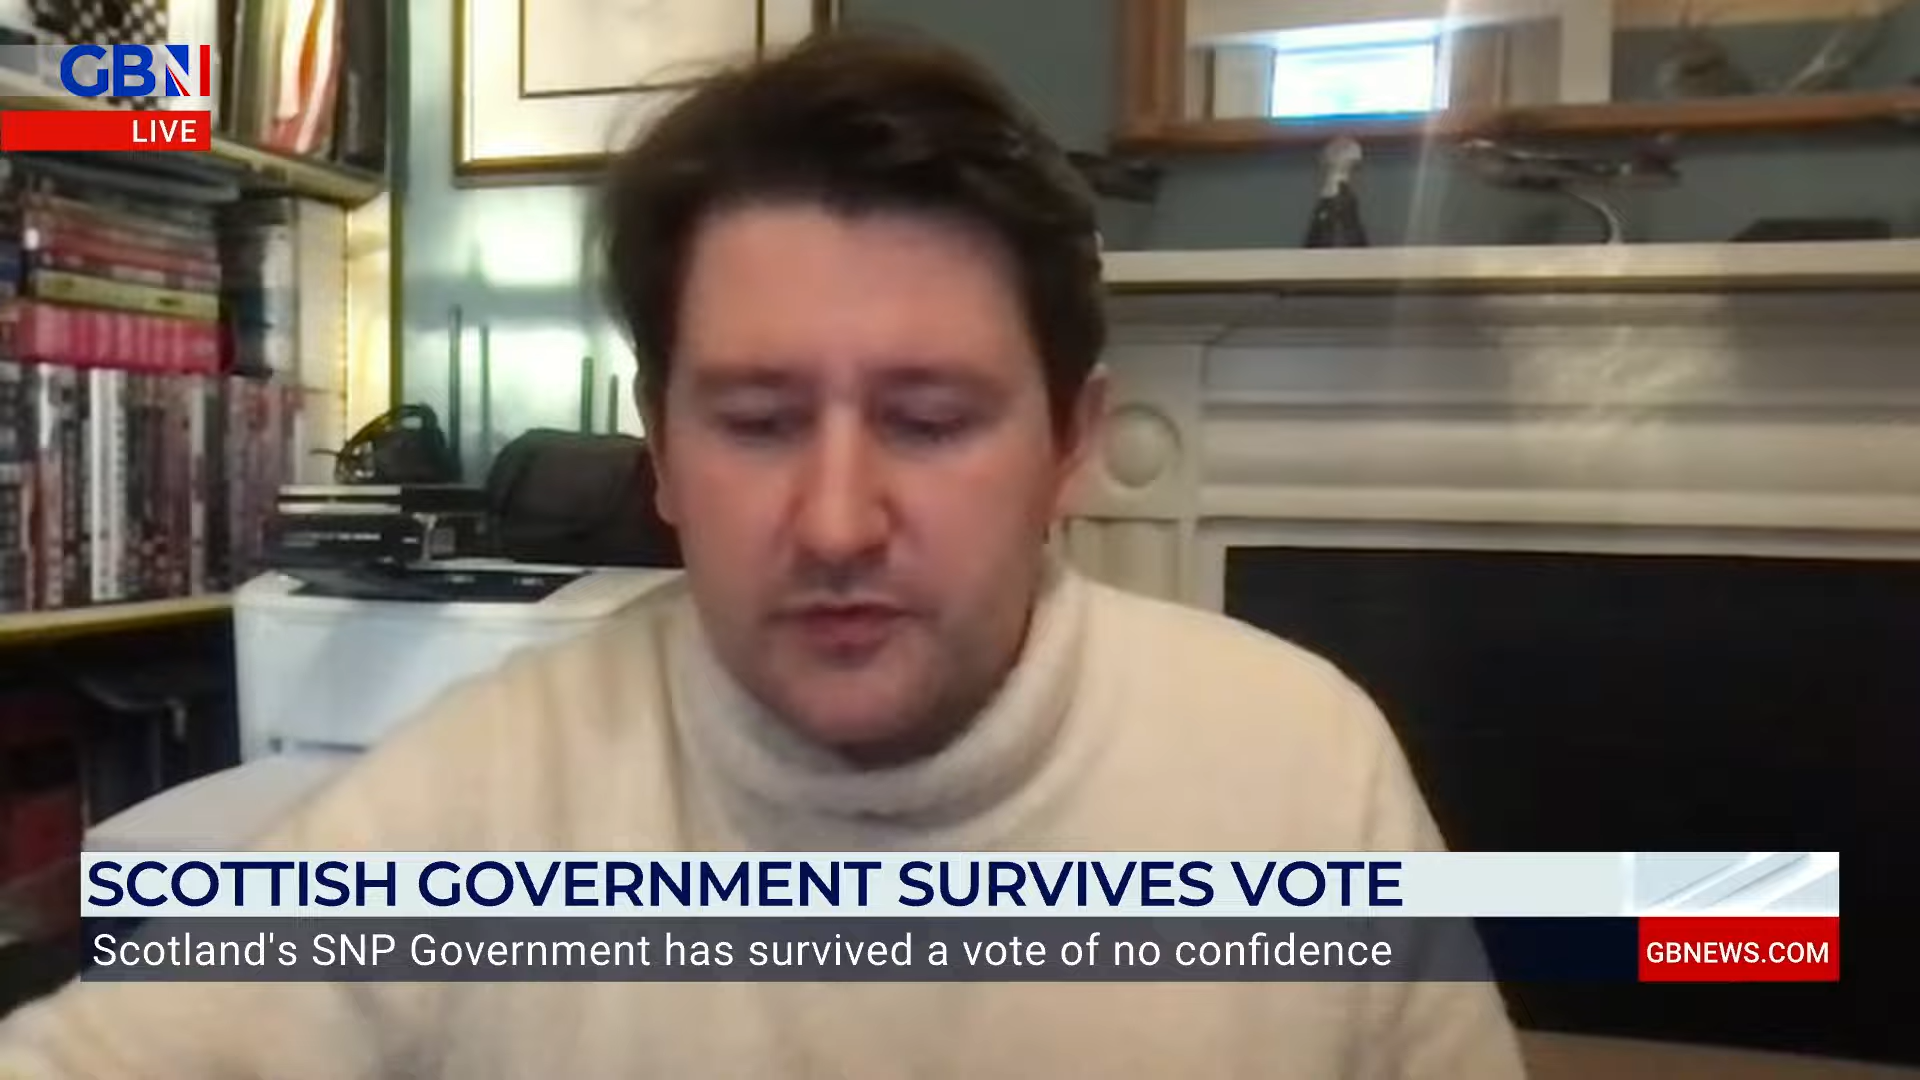 GBN
LIVE
SCOTTISH GOVERNMENT SURVIVES VOTE
Scotland's SNP Government has survived a vote of no confidence
GBNEWS.COM